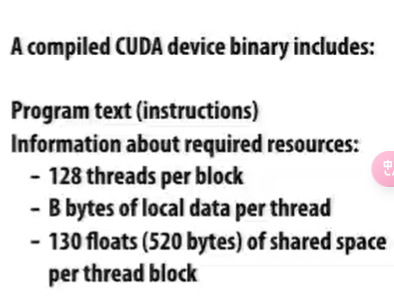 A compiled CUDA device binary includes:
Program text (instructions)
Information about required resources:
– 128 threads per block
– B bytes of local data per thread
– 130 floats (520 bytes) of shared space
per thread block